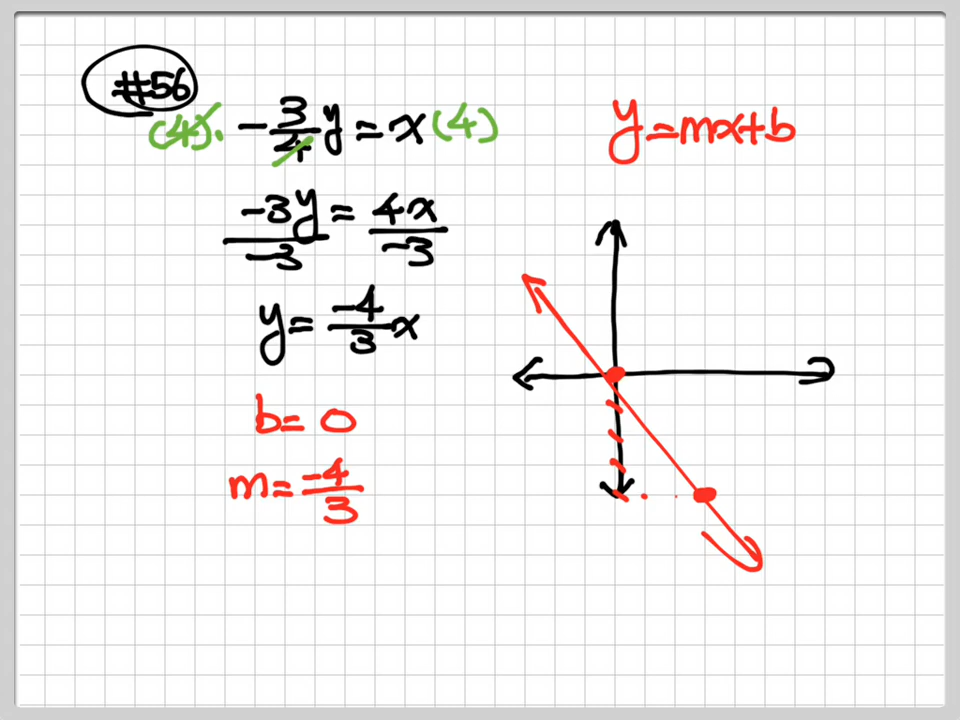 #56
(4). -3/4 y = x (4)
y = mx + b
-3y/-3 = 4x/-3
y = -4/3 x
b = 0
m = -4/3